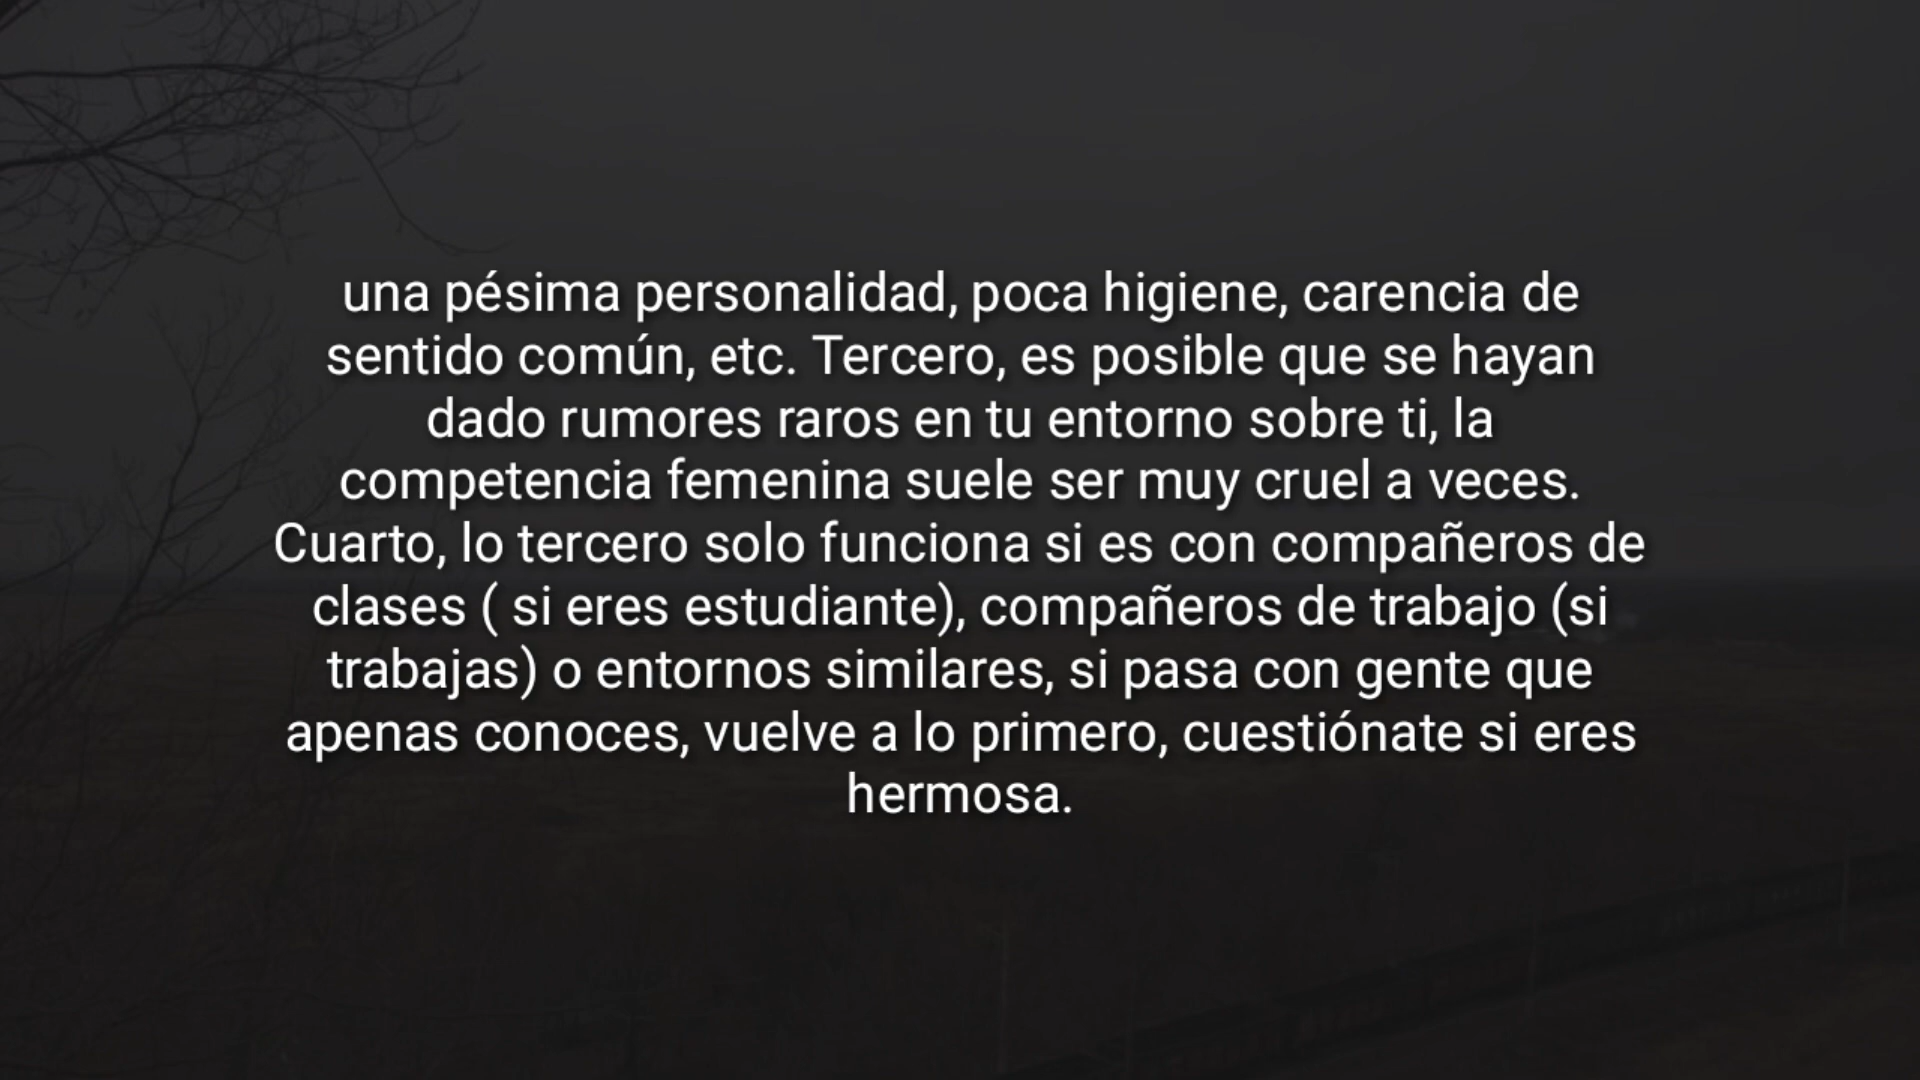 una pésima personalidad, poca higiene, carencia de
sentido común, etc. Tercero, es posible que se hayan
dado rumores raros en tu entorno sobre ti, la
competencia femenina suele ser muy cruel a veces.
Cuarto, lo tercero solo funciona si es con compañeros de
clases ( si eres estudiante), compañeros de trabajo (si
trabajas) o entornos similares, si pasa con gente que
apenas conoces, vuelve a lo primero, cuestiónate si eres
hermosa.